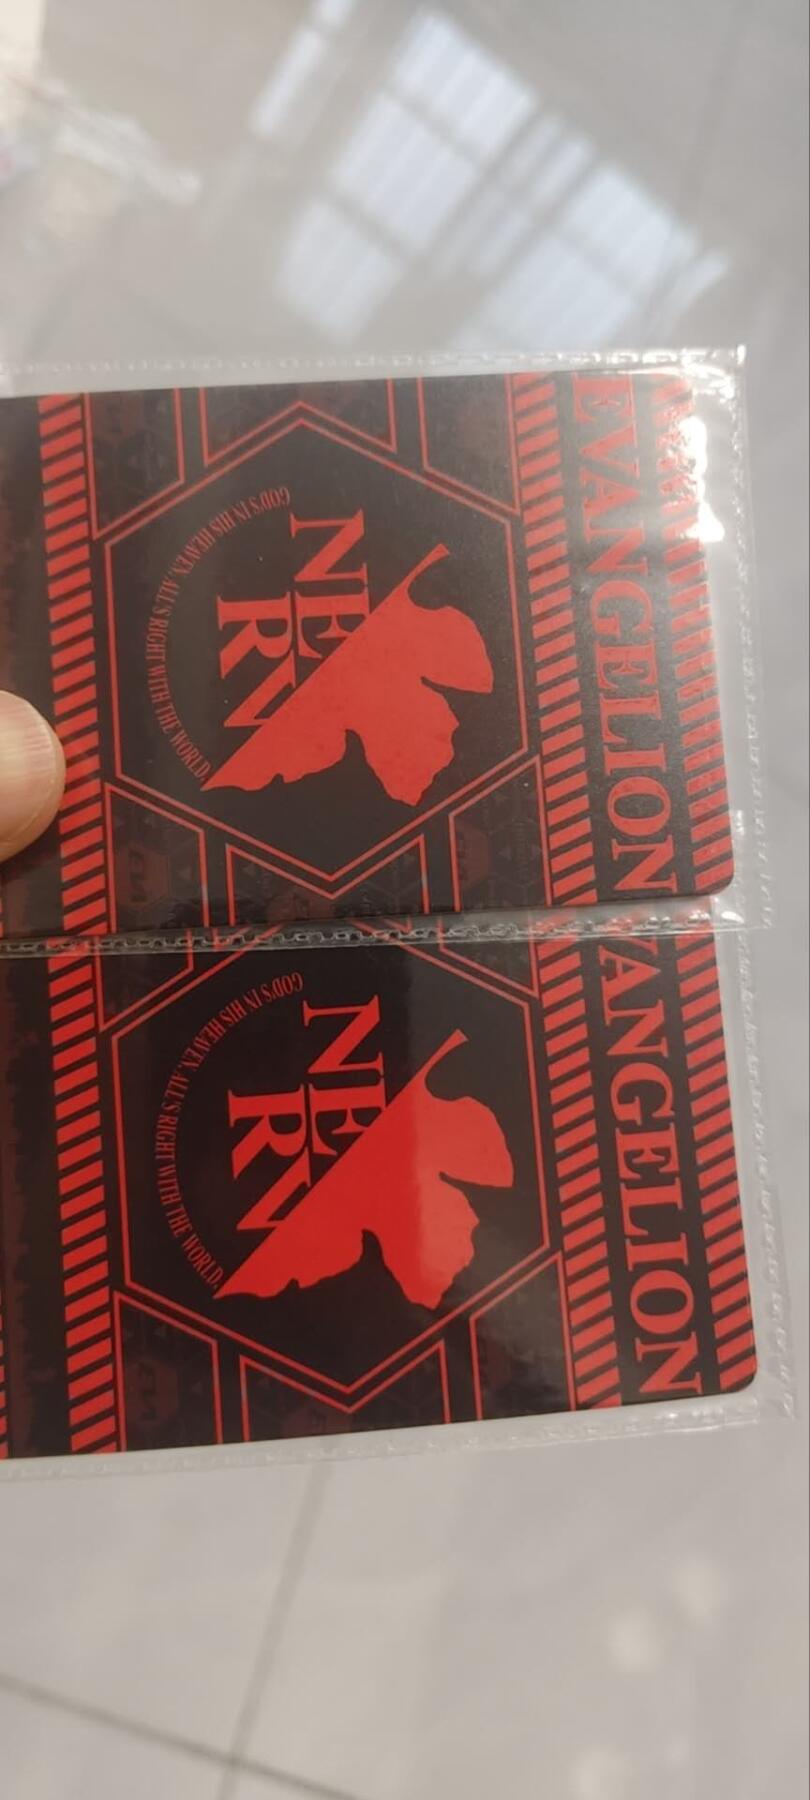 EVANGELION
NE
RV
GOD'S IN HIS HEAVEN. ALL'S RIGHT WITH THE WORLD.
VANGELION
NE
RV
GOD'S IN HIS HEAVEN. ALL'S RIGHT WITH THE WORLD.